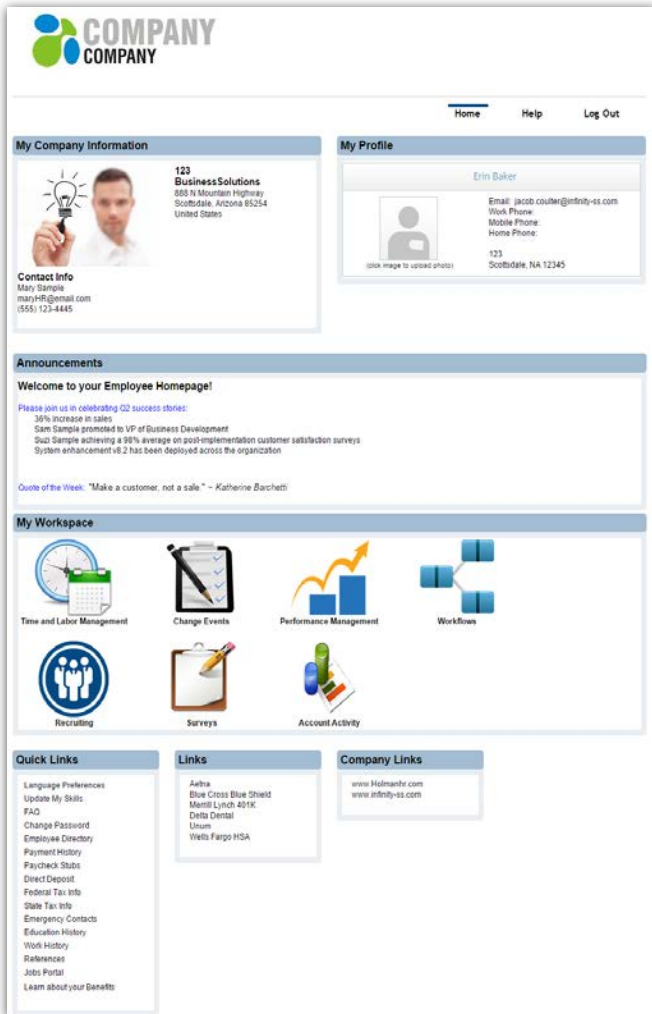 COMPANY
COMPANY
Home Help Log Out
My Company Information
123
BusinessSolutions
888 N Mountain Highway
Scottsdale, Arizona 85254
United States
Contact Info
Mary Sample
maryHR@email.com
(555) 123-4445
My Profile
Erin Baker
Email: jacob.coulter@infinity-ss.com
Work Phone:
Mobile Phone:
Home Phone:
123
Scottsdale, NA 12345
(click image to upload photo)
Announcements
Welcome to your Employee Homepage!
Please join us in celebrating Q2 success stories:
36% increase in sales
Sam Sample promoted to VP of Business Development
Suzi Sample achieving a 98% average on post-implementation customer satisfaction surveys
System enhancement v8.2 has been deployed across the organization
Quote of the Week: "Make a customer, not a sale." ~ Katherine Barchetti
My Workspace
Time and Labor Management
Change Events
Performance Management
Workflows
Recruiting
Surveys
Account Activity
Quick Links
Language Preferences
Update My Skills
FAQ
Change Password
Employee Directory
Payment History
Paycheck Stubs
Direct Deposit
Federal Tax Info
State Tax Info
Emergency Contacts
Education History
Work History
References
Jobs Portal
Learn about your Benefits
Links
Aetna
Blue Cross Blue Shield
Merrill Lynch 401K
Delta Dental
Unum
Wells Fargo HSA
Company Links
www.Holmanhr.com
www.infinity-ss.com